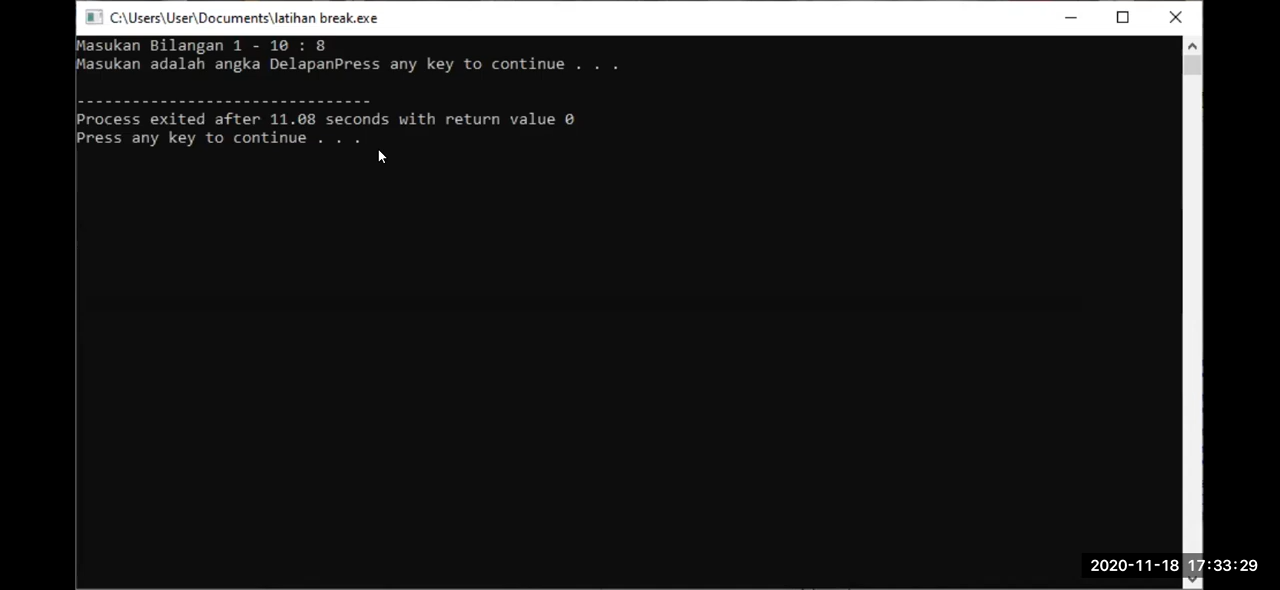 C:\Users\User\Documents\latihan break.exe
Masukan Bilangan 1 - 10 : 8
Masukan adalah angka DelapanPress any key to continue . . .
--------------------------------
Process exited after 11.08 seconds with return value 0
Press any key to continue . . .
2020-11-18 17:33:29